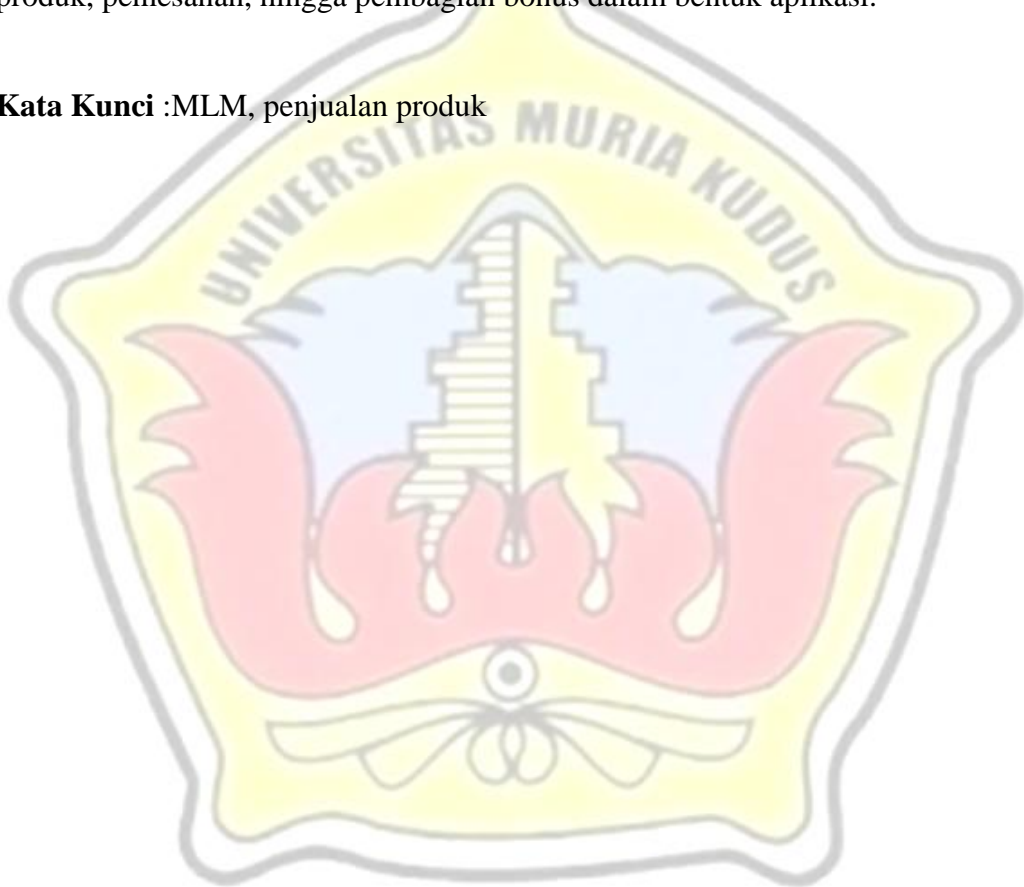 produk, pemesanan, hingga pembagian bonus dalam bentuk aplikasi.
Kata Kunci :MLM, penjualan produk
UNIVERSITAS MURIA KUDUS